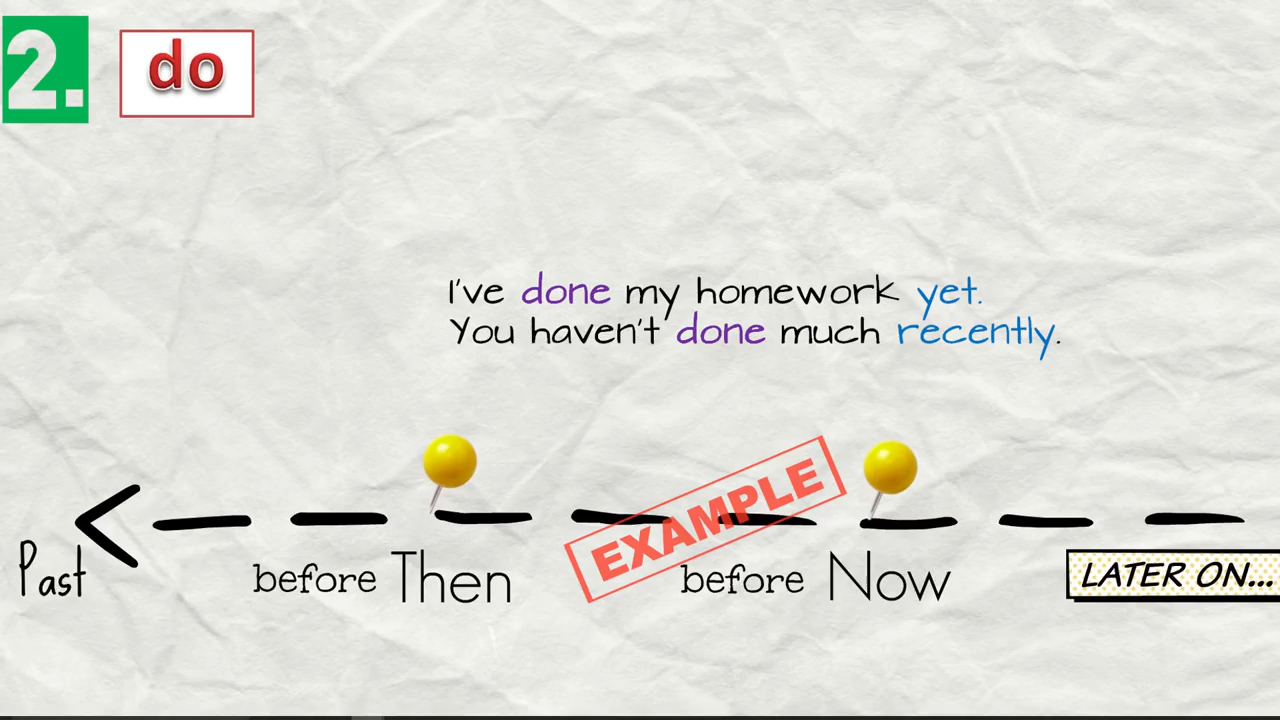 2.
do
I've done my homework yet.
You haven't done much recently.
EXAMPLE
Past
before Then
before Now
LATER ON...